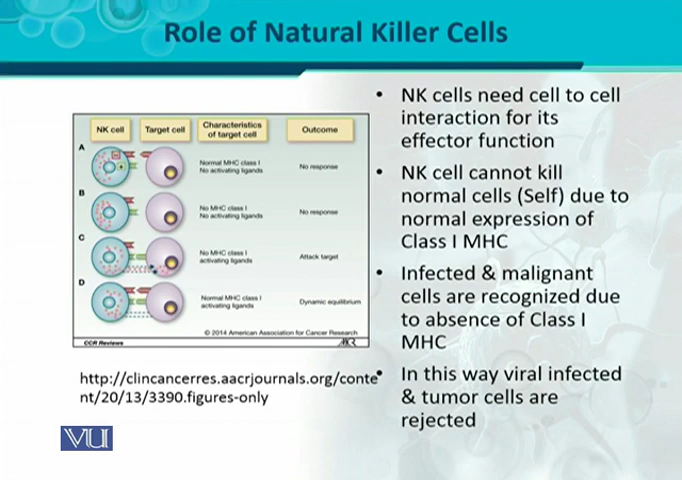 Role of Natural Killer Cells
NK cell Target cell Characteristics of target cell Outcome
A
Normal MHC class I
No activating ligands
No response
B
No MHC class I
No activating ligands
No response
C
No MHC class I
activating ligands
Attack target
D
Normal MHC class I
activating ligands
Dynamic equilibrium
© 2014 American Association for Cancer Research
CCR Reviews
AACR
http://clincancerres.aacrjournals.org/conte
nt/20/13/3390.figures-only
VU
• NK cells need cell to cell
interaction for its
effector function
• NK cell cannot kill
normal cells (Self) due to
normal expression of
Class I MHC
• Infected & malignant
cells are recognized due
to absence of Class I
MHC
• In this way viral infected
& tumor cells are
rejected